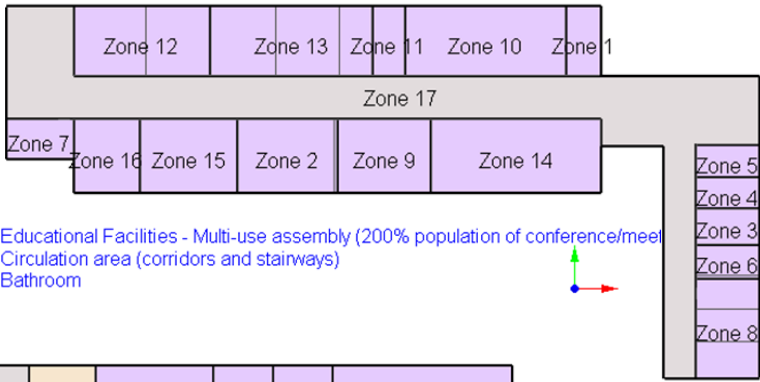 Zone 12 Zone 13 Zone 11 Zone 10 Zone 1
Zone 17
Zone 7
Zone 16 Zone 15 Zone 2 Zone 9 Zone 14
Zone 5
Zone 4
Zone 3
Zone 6
Zone 8
Educational Facilities - Multi-use assembly (200% population of conference/meet
Circulation area (corridors and stairways)
Bathroom